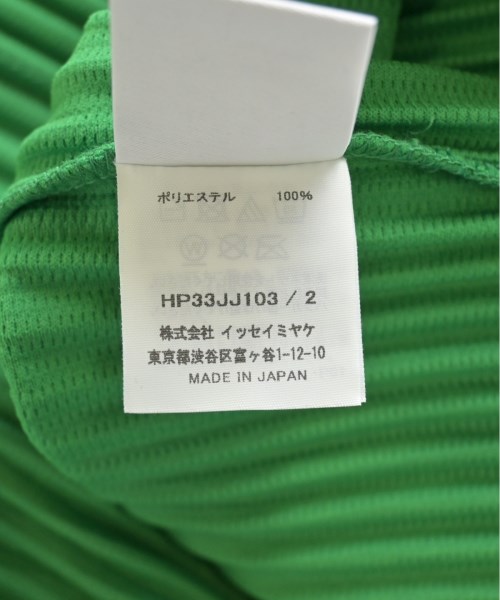 ポリエステル 100%
HP33JJ103 / 2
株式会社 イッセイミヤケ
東京都渋谷区富ヶ谷1-12-10
MADE IN JAPAN